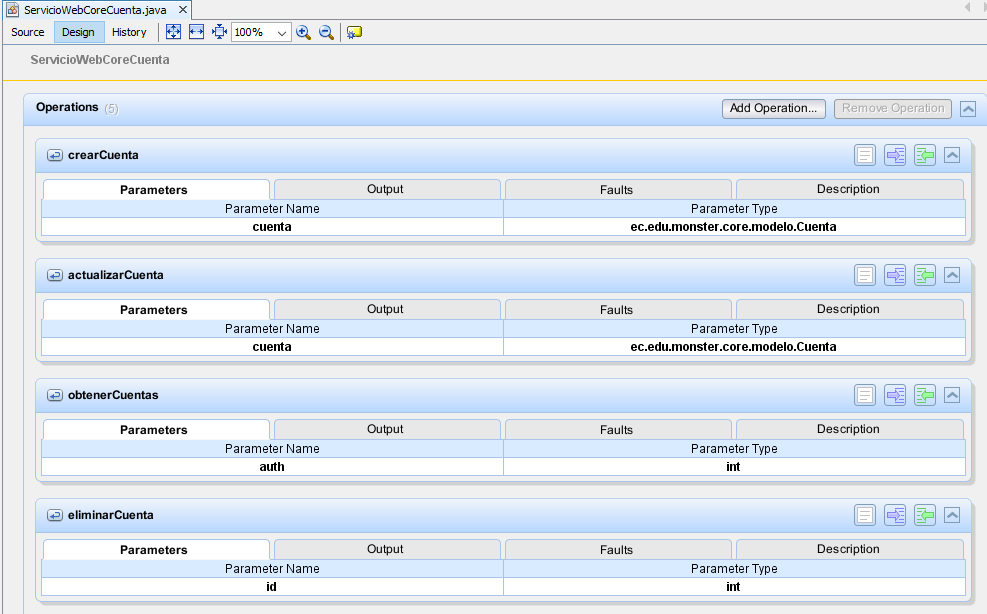 ServicioWebCoreCuenta.java
Source Design History 100%
ServicioWebCoreCuenta
Operations (5) Add Operation... Remove Operation
crearCuenta
Parameters Output Faults Description
Parameter Name Parameter Type
cuenta ec.edu.monster.core.modelo.Cuenta
actualizarCuenta
Parameters Output Faults Description
Parameter Name Parameter Type
cuenta ec.edu.monster.core.modelo.Cuenta
obtenerCuentas
Parameters Output Faults Description
Parameter Name Parameter Type
auth int
eliminarCuenta
Parameters Output Faults Description
Parameter Name Parameter Type
id int